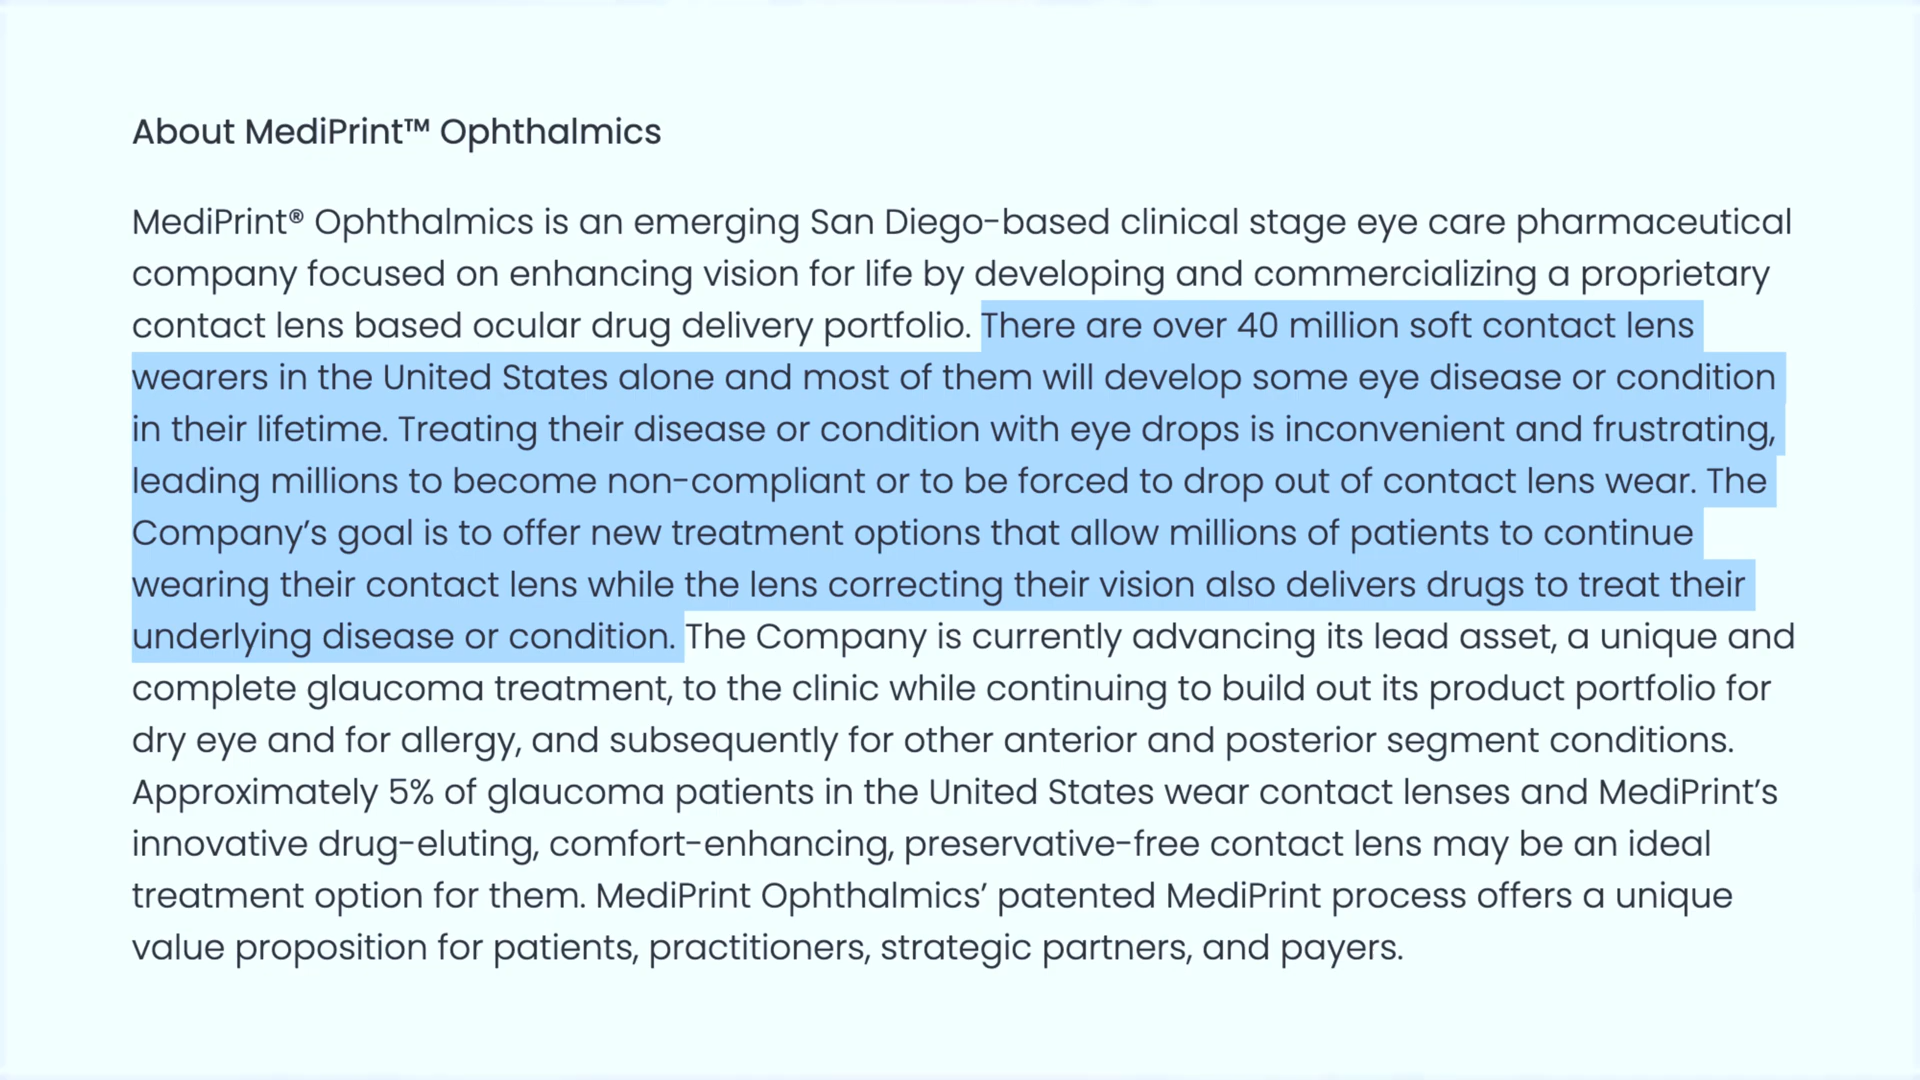 About MediPrint™ Ophthalmics
MediPrint® Ophthalmics is an emerging San Diego-based clinical stage eye care pharmaceutical
company focused on enhancing vision for life by developing and commercializing a proprietary
contact lens based ocular drug delivery portfolio. There are over 40 million soft contact lens
wearers in the United States alone and most of them will develop some eye disease or condition
in their lifetime. Treating their disease or condition with eye drops is inconvenient and frustrating,
leading millions to become non-compliant or to be forced to drop out of contact lens wear. The
Company’s goal is to offer new treatment options that allow millions of patients to continue
wearing their contact lens while the lens correcting their vision also delivers drugs to treat their
underlying disease or condition. The Company is currently advancing its lead asset, a unique and
complete glaucoma treatment, to the clinic while continuing to build out its product portfolio for
dry eye and for allergy, and subsequently for other anterior and posterior segment conditions.
Approximately 5% of glaucoma patients in the United States wear contact lenses and MediPrint’s
innovative drug-eluting, comfort-enhancing, preservative-free contact lens may be an ideal
treatment option for them. MediPrint Ophthalmics’ patented MediPrint process offers a unique
value proposition for patients, practitioners, strategic partners, and payers.